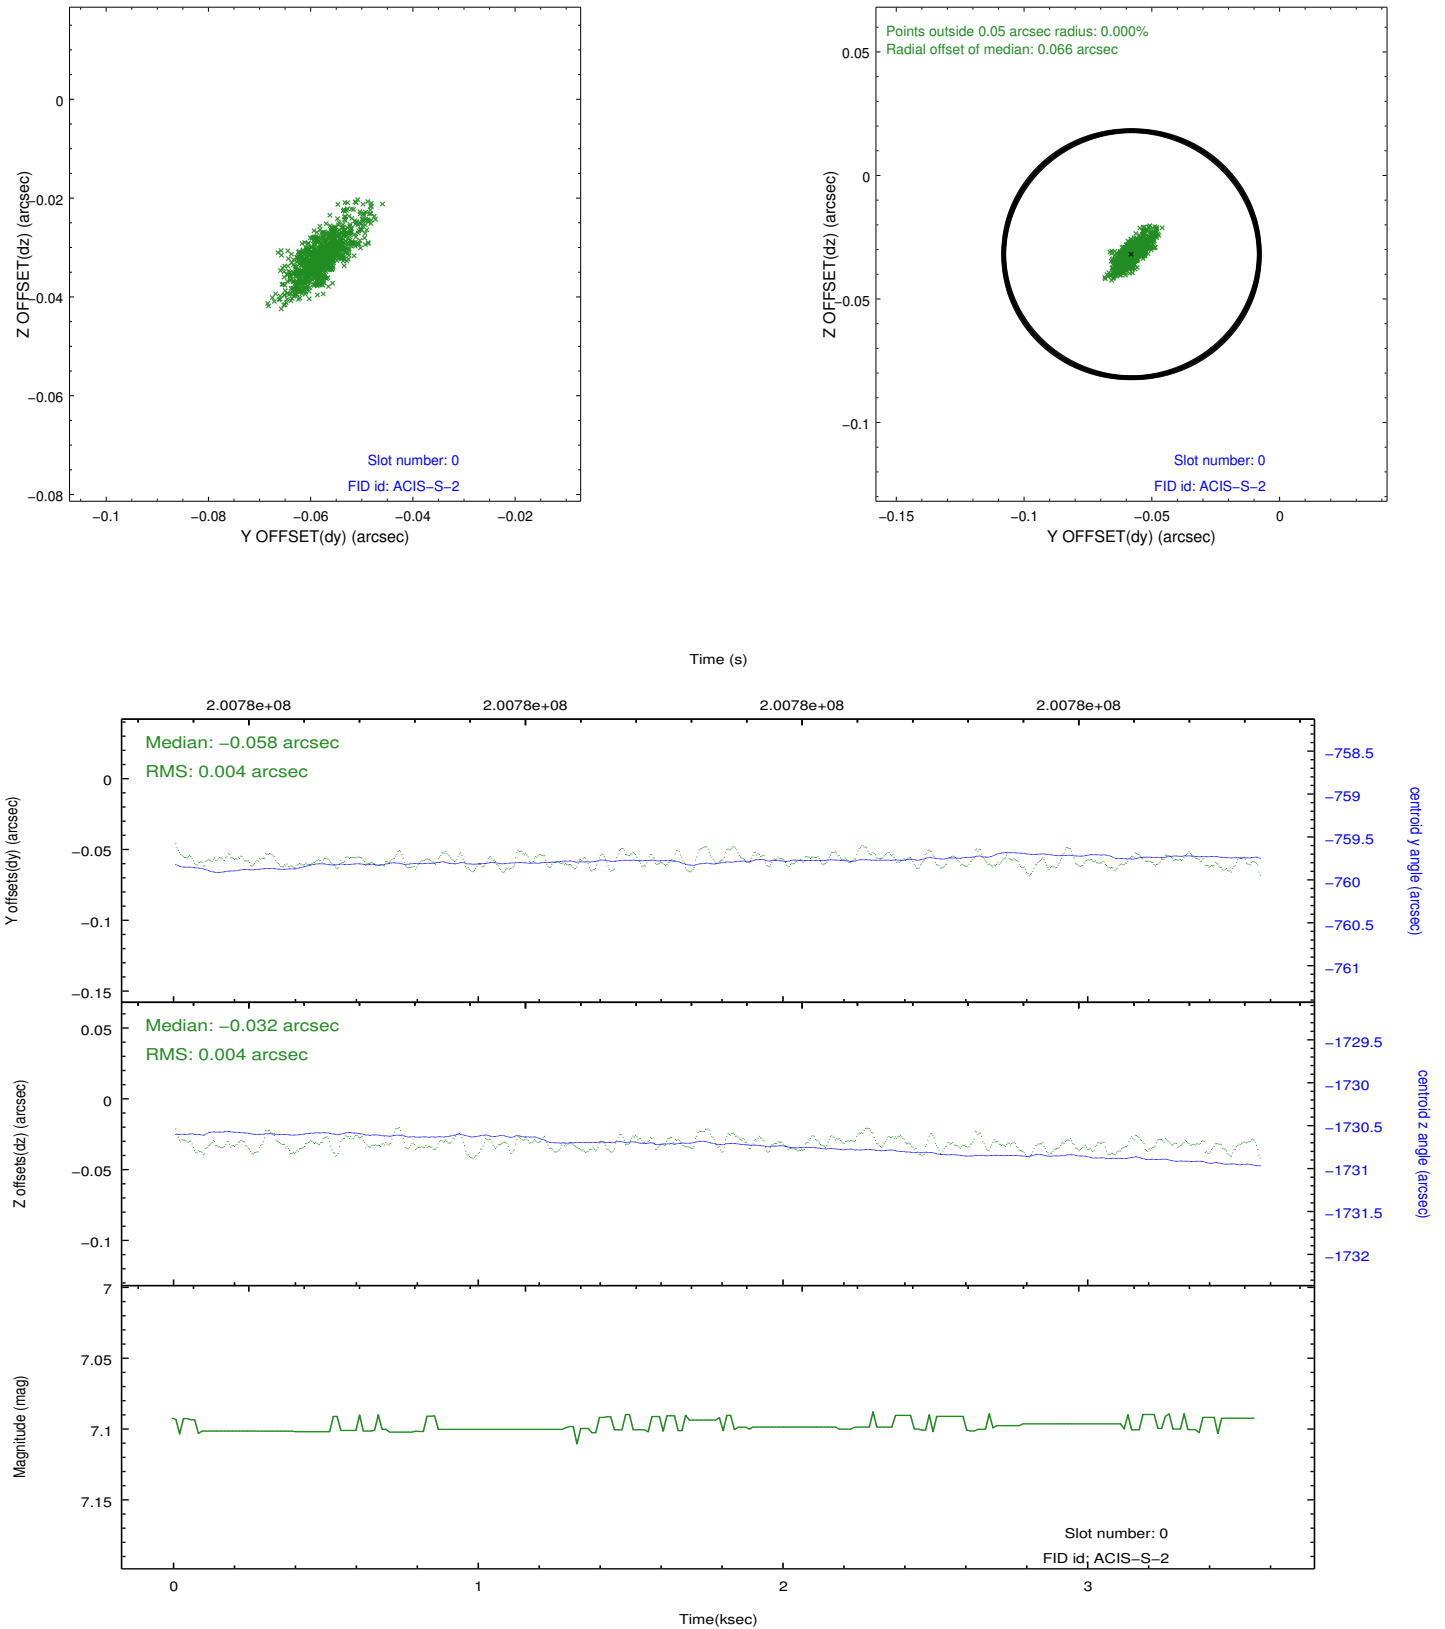 0
−0.02
−0.04
−0.06
−0.08
Z OFFSET(dz) (arcsec)
Slot number: 0
FID id: ACIS−S−2
−0.1
−0.08
−0.06
−0.04
−0.02
Y OFFSET(dy) (arcsec)
Points outside 0.05 arcsec radius: 0.000%
Radial offset of median: 0.066 arcsec
0.05
0
−0.05
−0.1
Z OFFSET(dz) (arcsec)
Slot number: 0
FID id: ACIS−S−2
−0.15
−0.1
−0.05
0
Y OFFSET(dy) (arcsec)
Time (s)
2.0078e+08
2.0078e+08
2.0078e+08
2.0078e+08
Median: −0.058 arcsec
RMS: 0.004 arcsec
0
−0.05
−0.1
−0.15
Y offsets(dy) (arcsec)
−758.5
−759
−759.5
−760
−760.5
−761
centroid y angle (arcsec)
Median: −0.032 arcsec
RMS: 0.004 arcsec
0.05
0
−0.05
−0.1
Z offsets(dz) (arcsec)
−1729.5
−1730
−1730.5
−1731
−1731.5
−1732
centroid z angle (arcsec)
7
7.05
7.1
7.15
Magnitude (mag)
Slot number: 0
FID id: ACIS−S−2
0
1
2
3
Time(ksec)